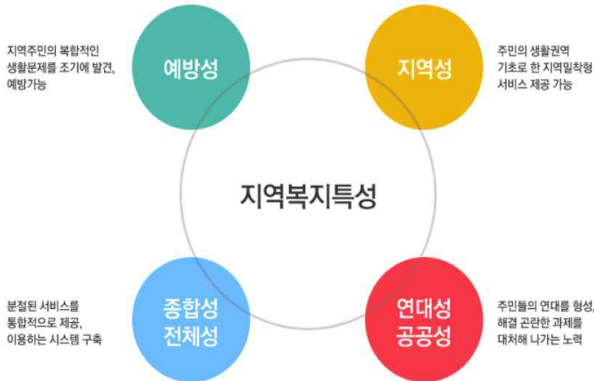 지역주민의 복합적인
생활문제를 조기에 발견,
예방가능
예방성
지역성
주민의 생활권역
기초로 한 지역밀착형
서비스 제공 가능
지역복지특성
분절된 서비스를
통합적으로 제공,
이용하는 시스템 구축
종합성
전체성
연대성
공공성
주민들의 연대를 형성,
해결 곤란한 과제를
대처해 나가는 노력